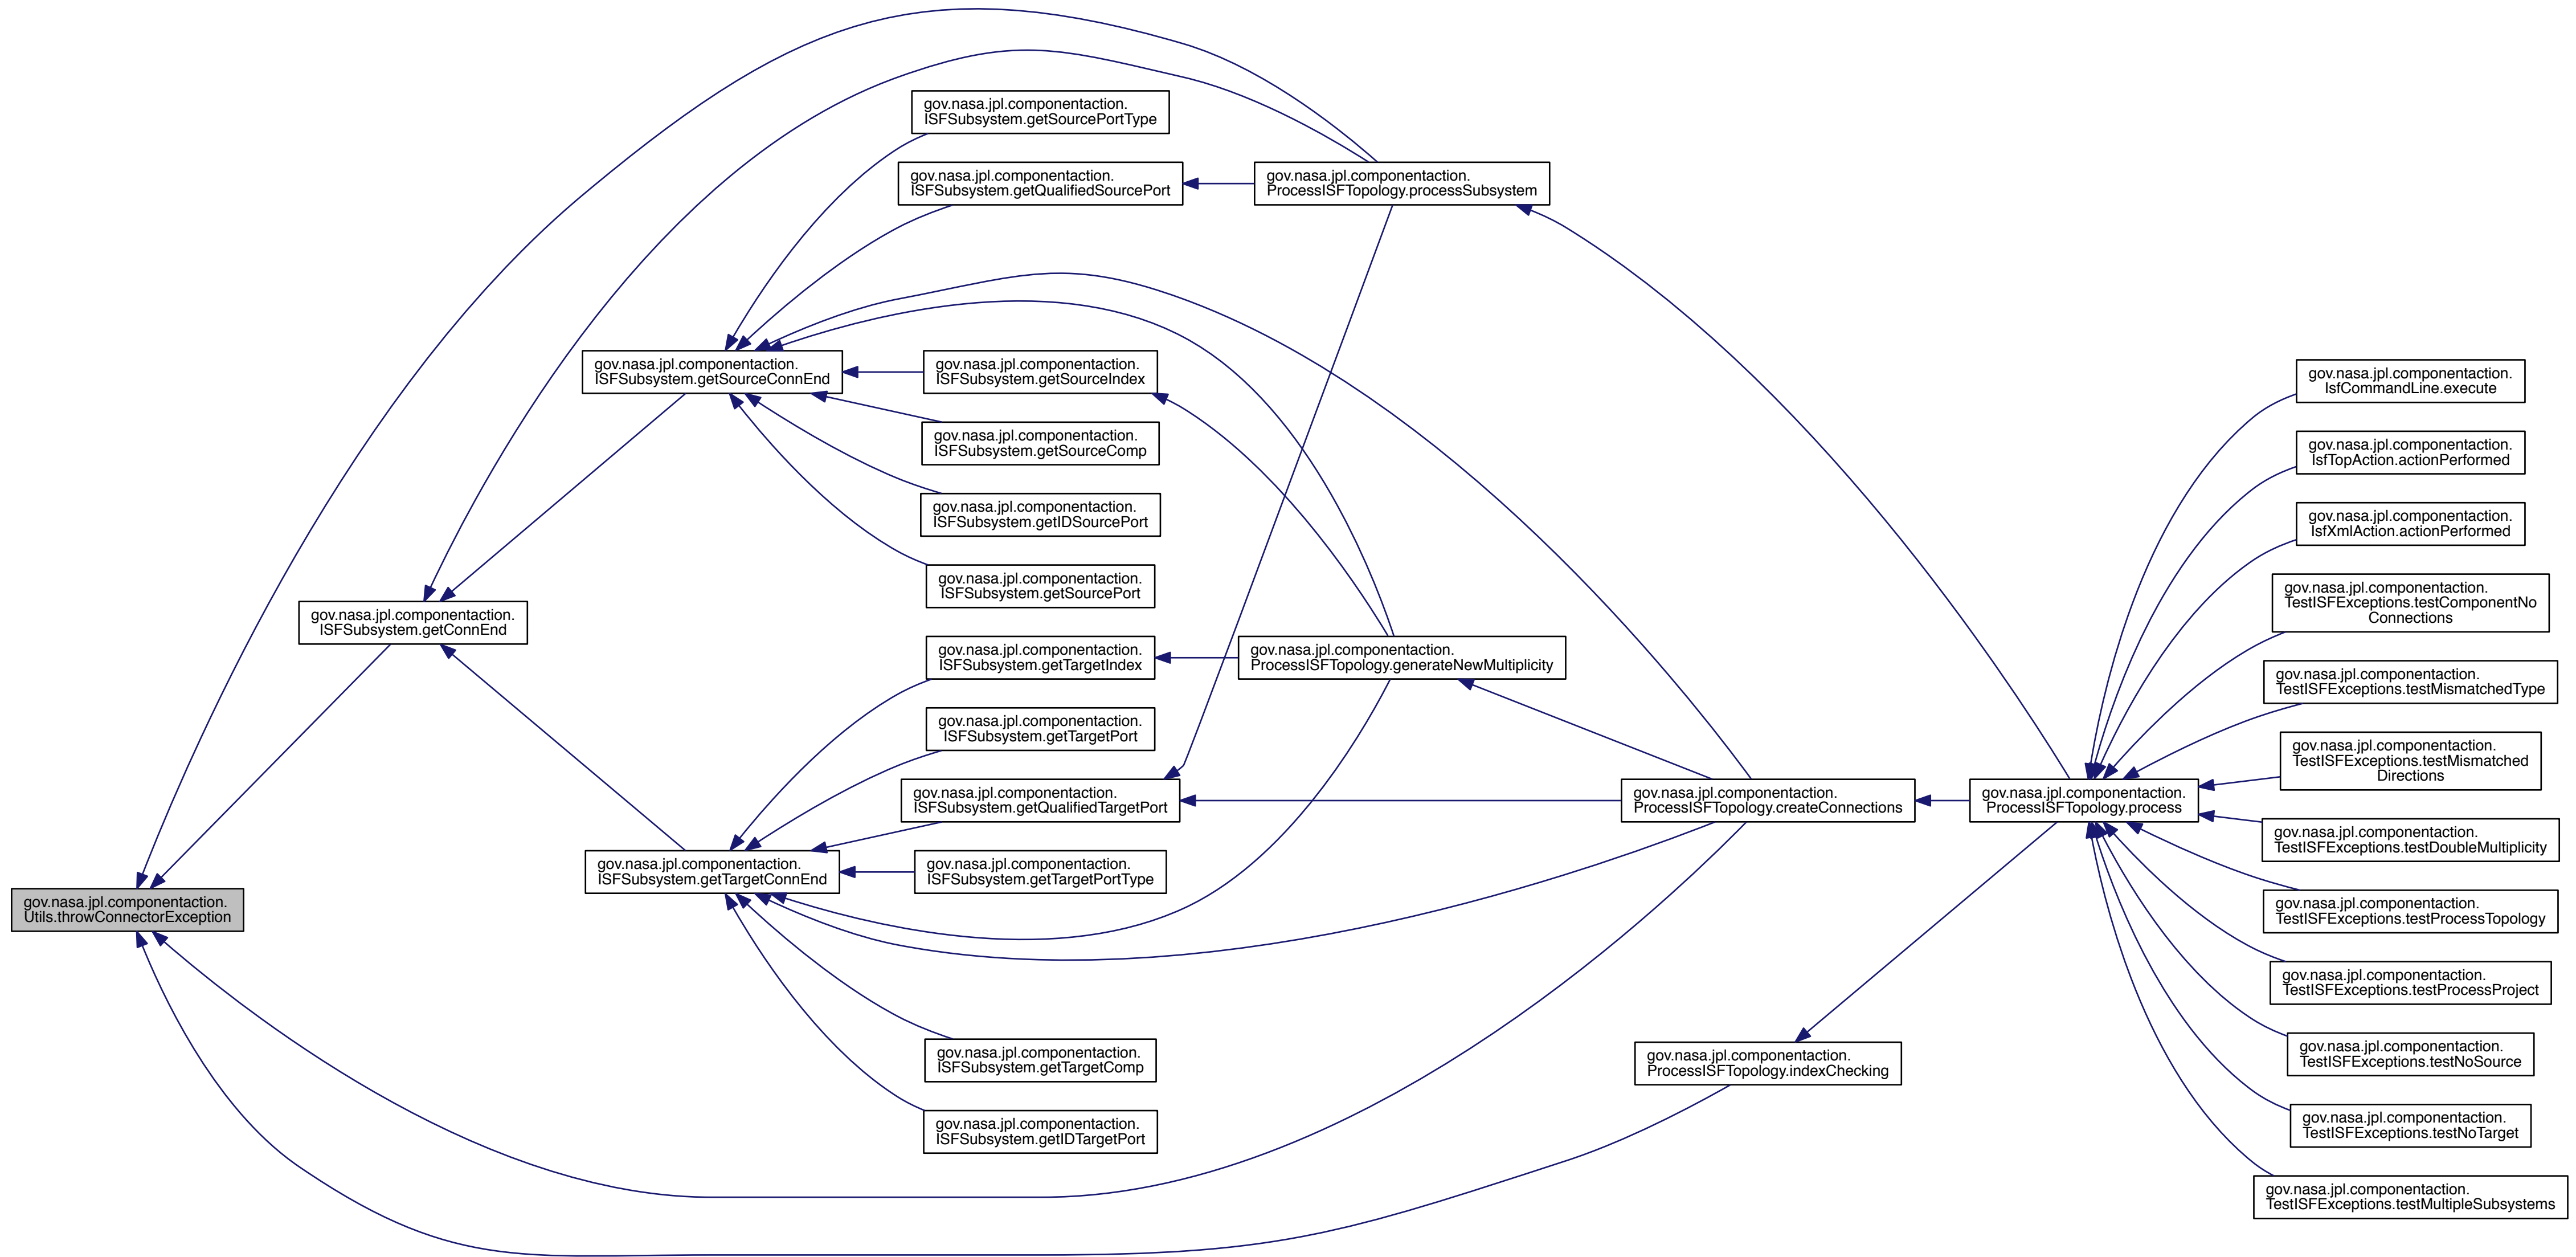 gov.nasa.jpl.componentaction.
Utils.throwConnectorException
gov.nasa.jpl.componentaction.
ISFSubsystem.getConnEnd
gov.nasa.jpl.componentaction.
ISFSubsystem.getSourceConnEnd
gov.nasa.jpl.componentaction.
ISFSubsystem.getTargetConnEnd
gov.nasa.jpl.componentaction.
ISFSubsystem.getSourcePortType
gov.nasa.jpl.componentaction.
ISFSubsystem.getQualifiedSourcePort
gov.nasa.jpl.componentaction.
ISFSubsystem.getSourceIndex
gov.nasa.jpl.componentaction.
ISFSubsystem.getSourceComp
gov.nasa.jpl.componentaction.
ISFSubsystem.getIDSourcePort
gov.nasa.jpl.componentaction.
ISFSubsystem.getSourcePort
gov.nasa.jpl.componentaction.
ISFSubsystem.getTargetIndex
gov.nasa.jpl.componentaction.
ISFSubsystem.getTargetPort
gov.nasa.jpl.componentaction.
ISFSubsystem.getQualifiedTargetPort
gov.nasa.jpl.componentaction.
ISFSubsystem.getTargetPortType
gov.nasa.jpl.componentaction.
ISFSubsystem.getTargetComp
gov.nasa.jpl.componentaction.
ISFSubsystem.getIDTargetPort
gov.nasa.jpl.componentaction.
ProcessISFTopology.processSubsystem
gov.nasa.jpl.componentaction.
ProcessISFTopology.generateNewMultiplicity
gov.nasa.jpl.componentaction.
ProcessISFTopology.createConnections
gov.nasa.jpl.componentaction.
ProcessISFTopology.indexChecking
gov.nasa.jpl.componentaction.
ProcessISFTopology.process
gov.nasa.jpl.componentaction.
IsfCommandLine.execute
gov.nasa.jpl.componentaction.
IsfTopAction.actionPerformed
gov.nasa.jpl.componentaction.
IsfXmlAction.actionPerformed
gov.nasa.jpl.componentaction.
TestISFExceptions.testComponentNo
Connections
gov.nasa.jpl.componentaction.
TestISFExceptions.testMismatchedType
gov.nasa.jpl.componentaction.
TestISFExceptions.testMismatched
Directions
gov.nasa.jpl.componentaction.
TestISFExceptions.testDoubleMultiplicity
gov.nasa.jpl.componentaction.
TestISFExceptions.testProcessTopology
gov.nasa.jpl.componentaction.
TestISFExceptions.testProcessProject
gov.nasa.jpl.componentaction.
TestISFExceptions.testNoSource
gov.nasa.jpl.componentaction.
TestISFExceptions.testNoTarget
gov.nasa.jpl.componentaction.
TestISFExceptions.testMultipleSubsystems